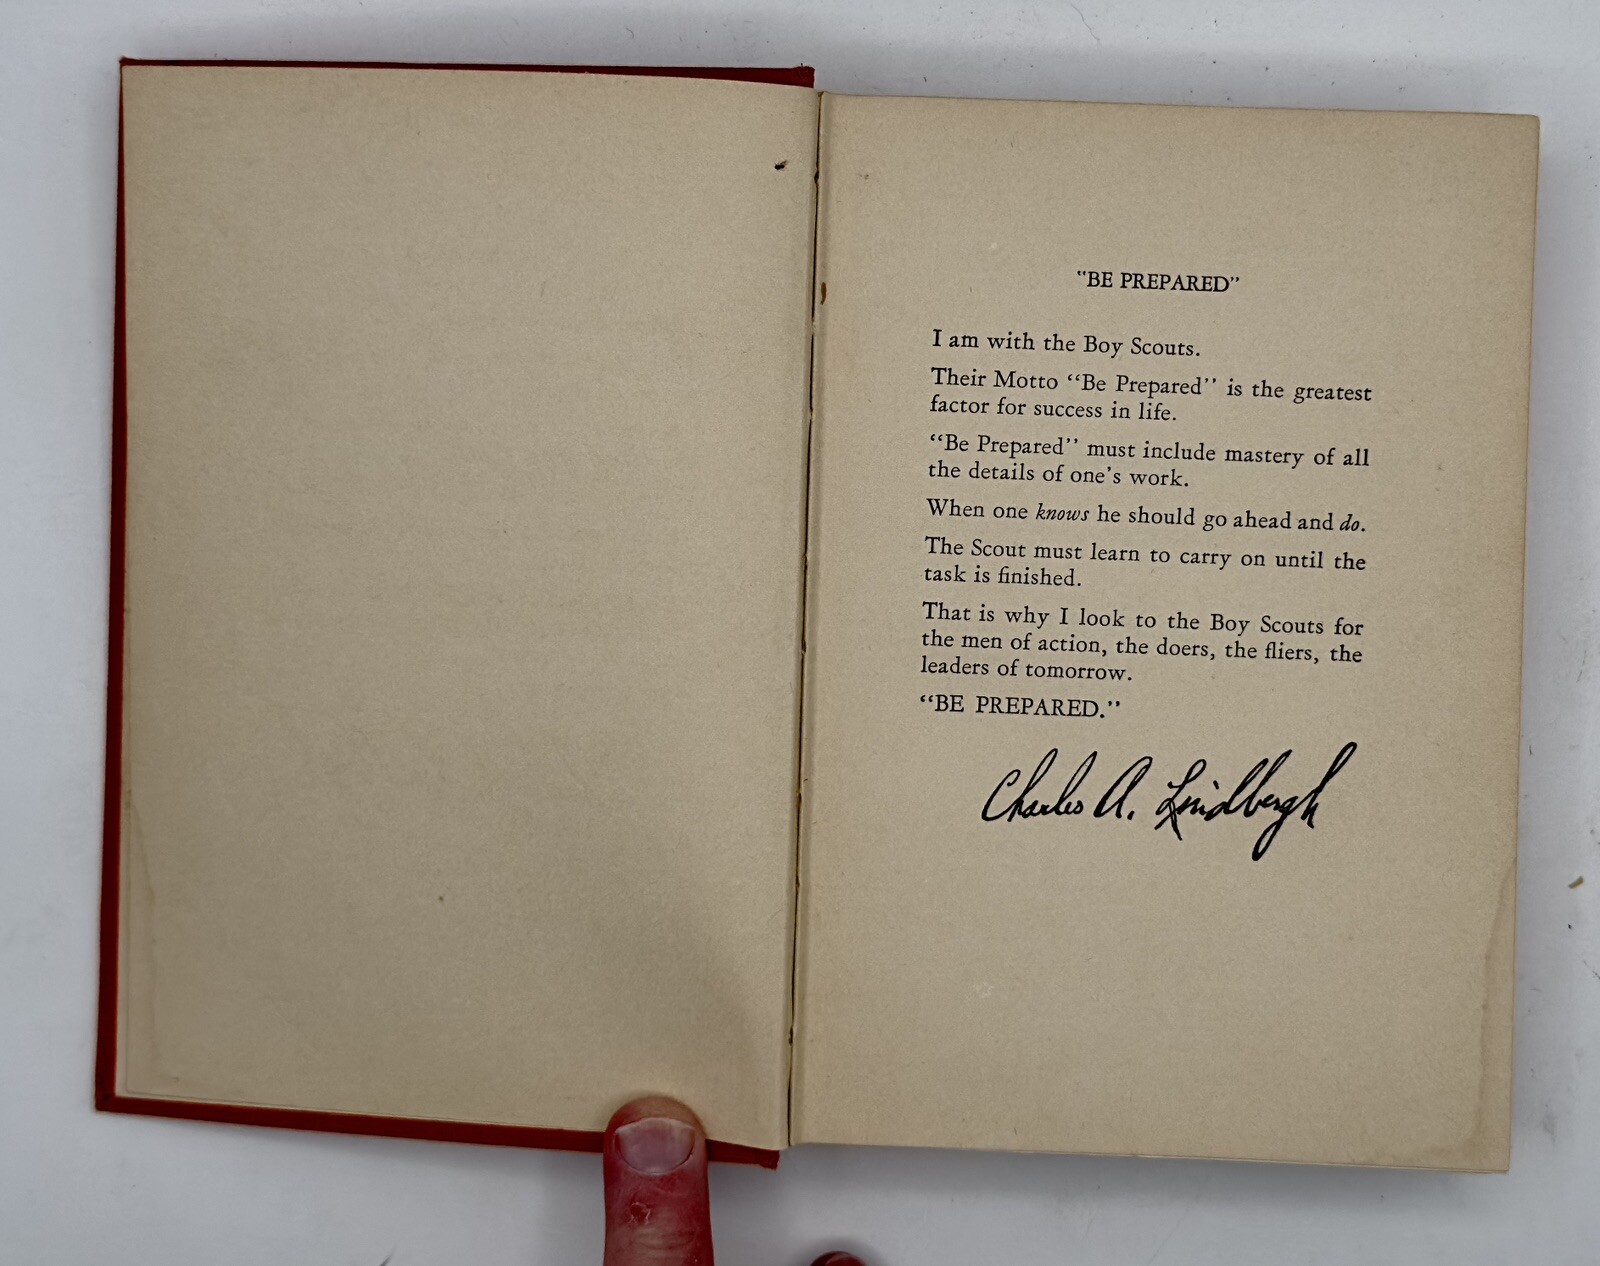 "BE PREPARED"
I am with the Boy Scouts.
Their Motto "Be Prepared" is the greatest
factor for success in life.
"Be Prepared" must include mastery of all
the details of one's work.
When one knows he should go ahead and do.
The Scout must learn to carry on until the
task is finished.
That is why I look to the Boy Scouts for
the men of action, the doers, the fliers, the
leaders of tomorrow.
"BE PREPARED."
Charles A. Lindbergh